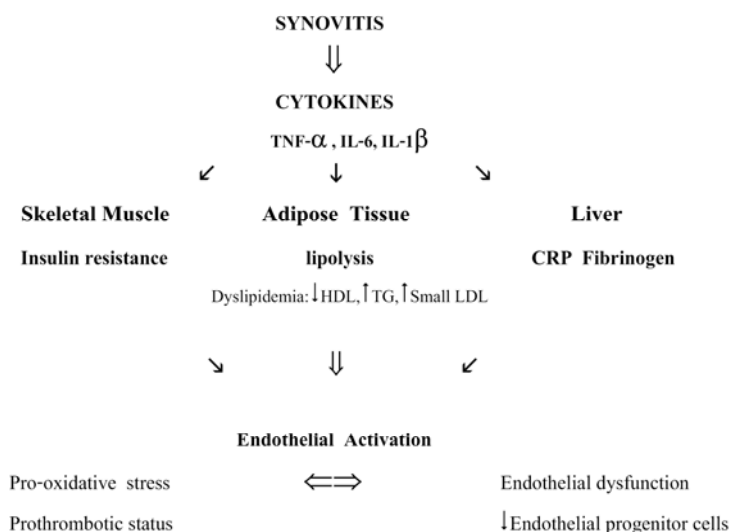 SYNOVITIS
⇓
CYTOKINES
TNF-α , IL-6, IL-1β
↙ ↓ ↘
Skeletal Muscle Adipose Tissue Liver
Insulin resistance lipolysis CRP Fibrinogen
Dyslipidemia:↓HDL,↑TG,↑Small LDL
↘ ⇓ ↙
Endothelial Activation
Pro-oxidative stress ⇐⇒ Endothelial dysfunction
Prothrombotic status ↓Endothelial progenitor cells